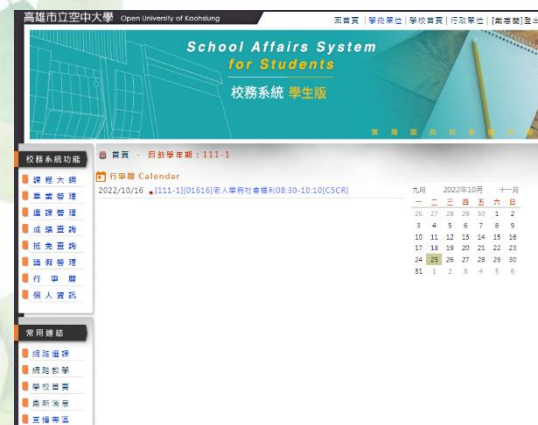 高雄市立空中大學 Open University of Kaohsiung
回首頁 | 學術單位 | 學校首頁 | 行政單位 |
School Affairs System
for Students
校務系統 學生版
校務系統功能
首頁 · 目前學年期：111-1
行事曆 Calendar
2022/10/16 [111-1][01616]老人學與社會福利08:30-10:10[C5CR]
九月 2022年10月 十一月
一 二 三 四 五 六 日
26 27 28 29 30 1 2
3 4 5 6 7 8 9
10 11 12 13 14 15 16
17 18 19 20 21 22 23
24 25 26 27 28 29 30
31 1 2 3 4 5 6
課程大綱
畢業管理
選課管理
成績查詢
抵免查詢
請假管理
行事曆
個人資訊
常用連結
網路選課
網路教學
學校首頁
最新消息
直播專區